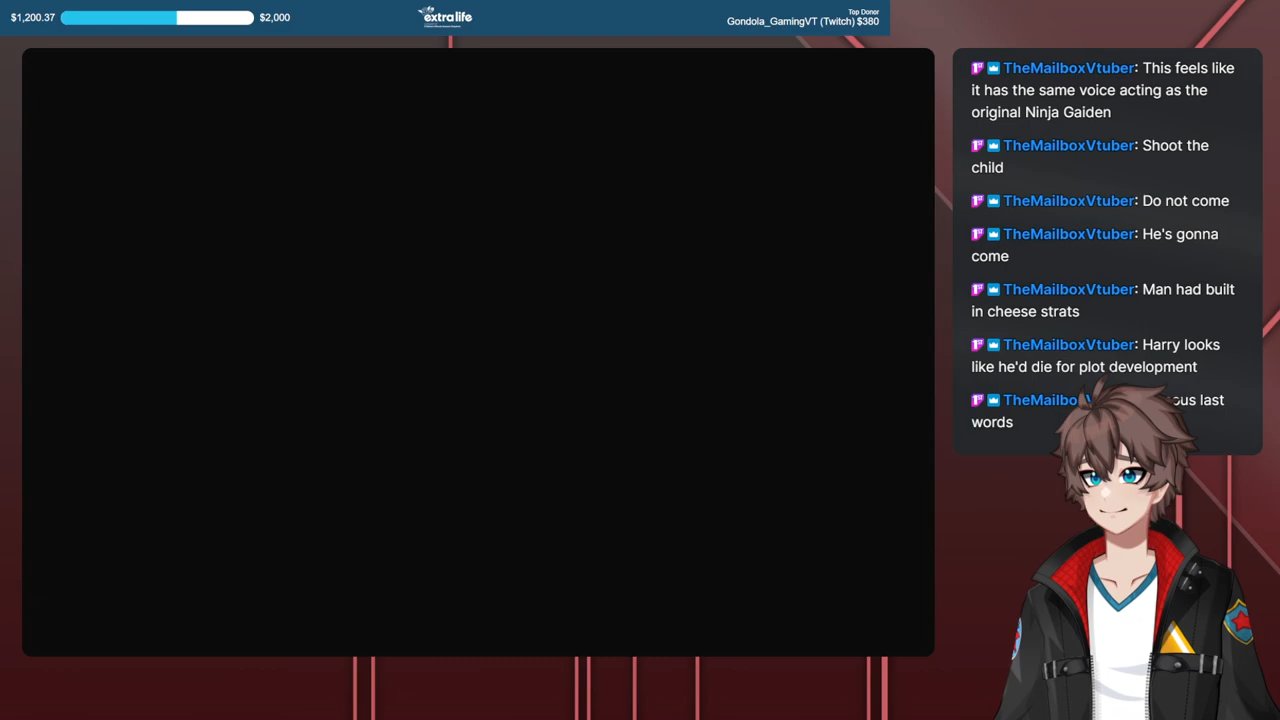 $1,200.37
$2,000
extralife
Top Donor
Gondola_GamingVT (Twitch) $380
TheMailboxVtuber: This feels like
it has the same voice acting as the
original Ninja Gaiden
TheMailboxVtuber: Shoot the
child
TheMailboxVtuber: Do not come
TheMailboxVtuber: He's gonna
come
TheMailboxVtuber: Man had built
in cheese strats
TheMailboxVtuber: Harry looks
like he'd die for plot development
last
words